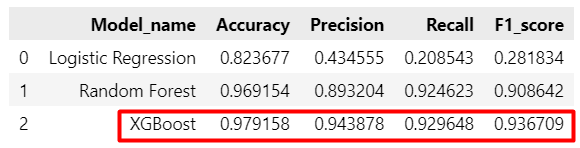 Model_name Accuracy Precision Recall F1_score
0 Logistic Regression 0.823677 0.434555 0.208543 0.281834
1 Random Forest 0.969154 0.893204 0.924623 0.908642
2 XGBoost 0.979158 0.943878 0.929648 0.936709